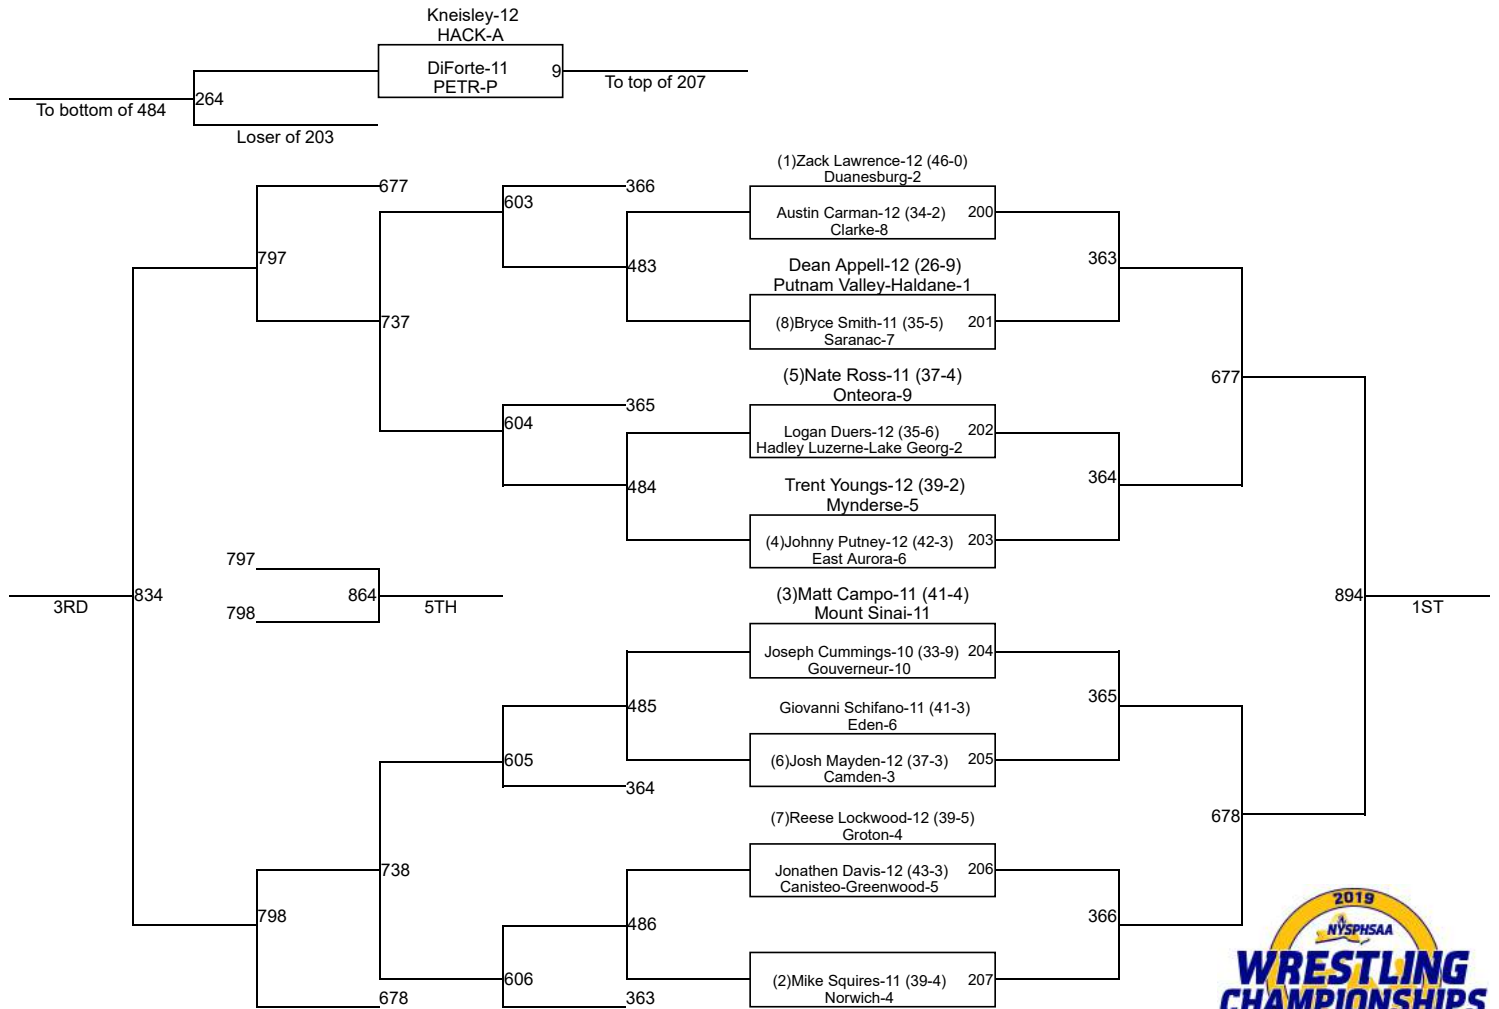 Kneisley-12
HACK-A
DiForte-11
PETR-P
9
To top of 207
264
To bottom of 484
Loser of 203
(1)Zack Lawrence-12 (46-0)
Duanesburg-2
677
366
603
Austin Carman-12 (34-2)
200
Clarke-8
797
483
Dean Appell-12 (26-9)
Putnam Valley-Haldane-1
363
737
(8)Bryce Smith-11 (35-5)
201
Saranac-7
(5)Nate Ross-11 (37-4)
Onteora-9
677
365
604
Logan Duers-12 (35-6)
202
Hadley Luzerne-Lake Georg-2
484
Trent Youngs-12 (39-2)
Mynderse-5
364
(4)Johnny Putney-12 (42-3)
203
East Aurora-6
797
834
3RD
864
5TH
798
(3)Matt Campo-11 (41-4)
Mount Sinai-11
894
1ST
Joseph Cummings-10 (33-9)
204
Gouverneur-10
485
Giovanni Schifano-11 (41-3)
Eden-6
365
605
(6)Josh Mayden-12 (37-3)
205
Camden-3
364
(7)Reese Lockwood-12 (39-5)
Groton-4
678
738
Jonathen Davis-12 (43-3)
206
Canisteo-Greenwood-5
798
486
366
606
(2)Mike Squires-11 (39-4)
207
Norwich-4
678
363
2019
NYSPHSAA
WRESTLING
CHAMPIONSHIPS